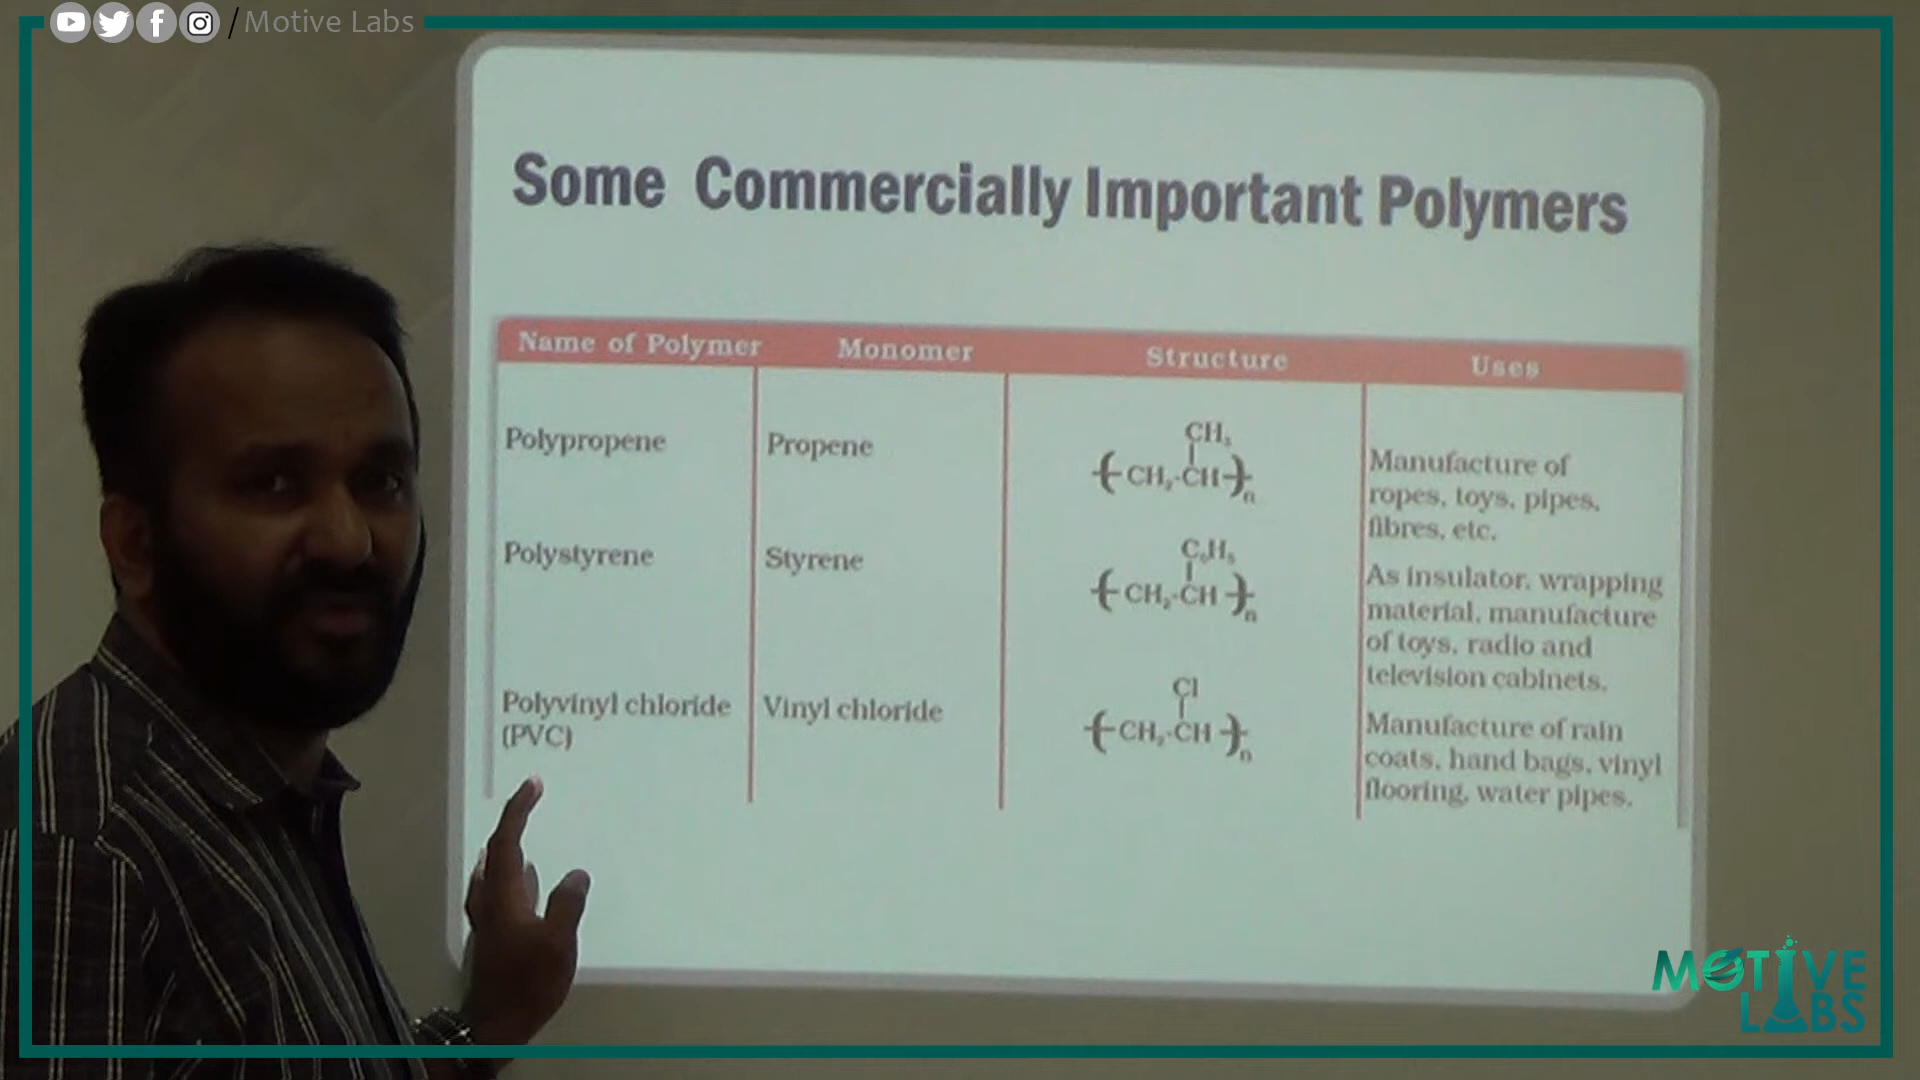 / Motive Labs
Some Commercially Important Polymers
Name of Polymer Monomer Structure Uses
Polypropene Propene
CH₃
( CH₂-CH )n
Manufacture of
ropes, toys, pipes,
fibres, etc.
Polystyrene Styrene
C₆H₅
( CH₂-CH )n
As insulator, wrapping
material, manufacture
of toys, radio and
television cabinets.
Polyvinyl chloride
(PVC)
Vinyl chloride
Cl
( CH₂-CH )n
Manufacture of rain
coats, hand bags, vinyl
flooring, water pipes.
MOTIVE
LABS